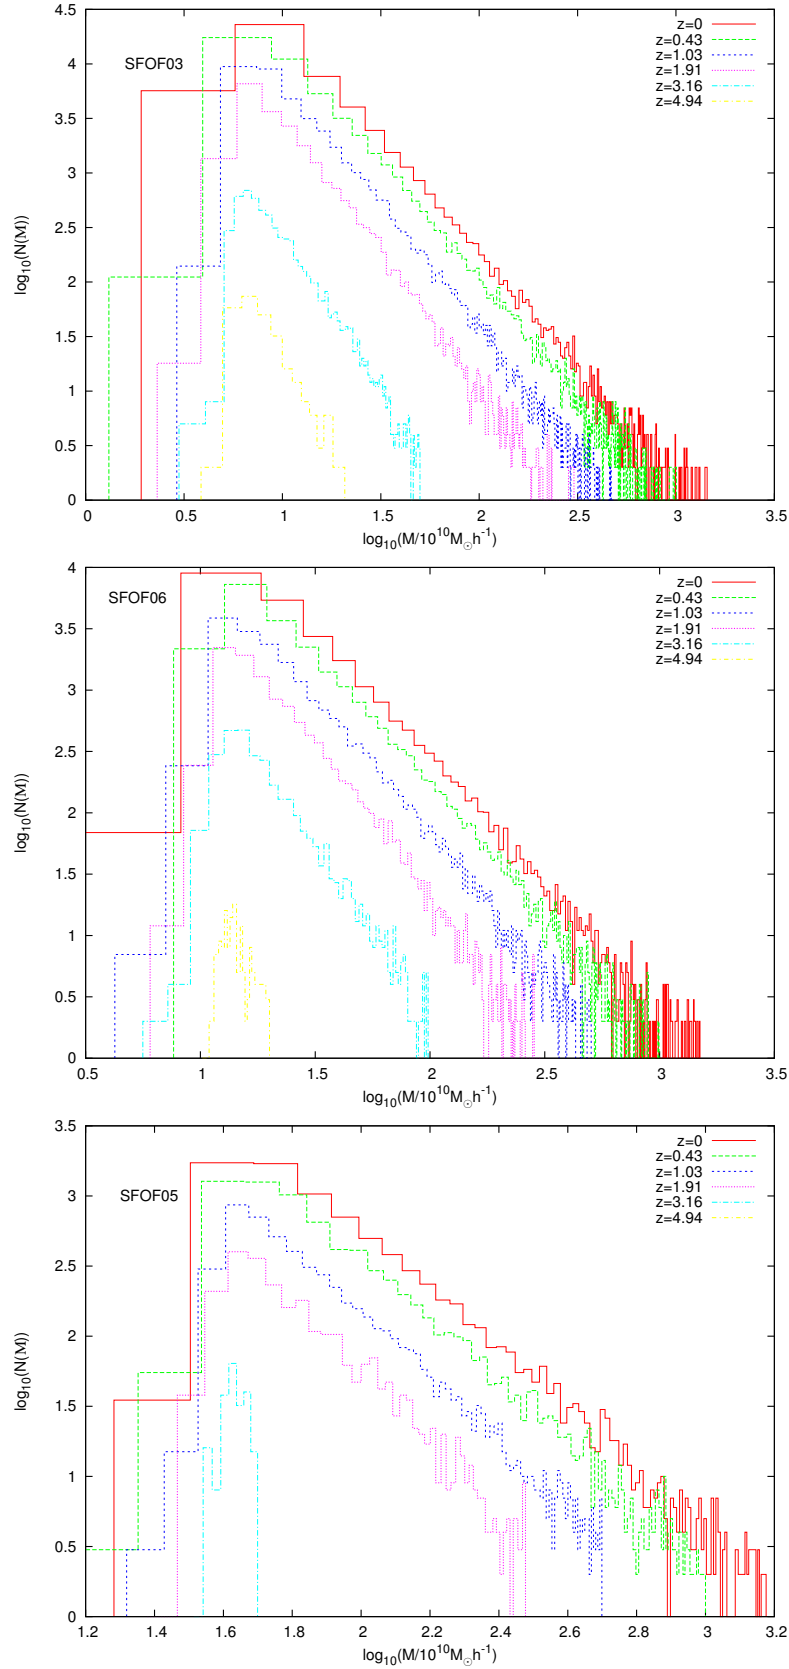 SFOF03
z=0
z=0.43
z=1.03
z=1.91
z=3.16
z=4.94
log₁₀(N(M))
4.5
4
3.5
3
2.5
2
1.5
1
0.5
0
0 0.5 1 1.5 2 2.5 3 3.5
log₁₀(M/10¹⁰M☉h⁻¹)
SFOF06
z=0
z=0.43
z=1.03
z=1.91
z=3.16
z=4.94
log₁₀(N(M))
4
3.5
3
2.5
2
1.5
1
0.5
0
0.5 1 1.5 2 2.5 3 3.5
log₁₀(M/10¹⁰M☉h⁻¹)
SFOF05
z=0
z=0.43
z=1.03
z=1.91
z=3.16
z=4.94
log₁₀(N(M))
3.5
3
2.5
2
1.5
1
0.5
0
1.2 1.4 1.6 1.8 2 2.2 2.4 2.6 2.8 3 3.2
log₁₀(M/10¹⁰M☉h⁻¹)